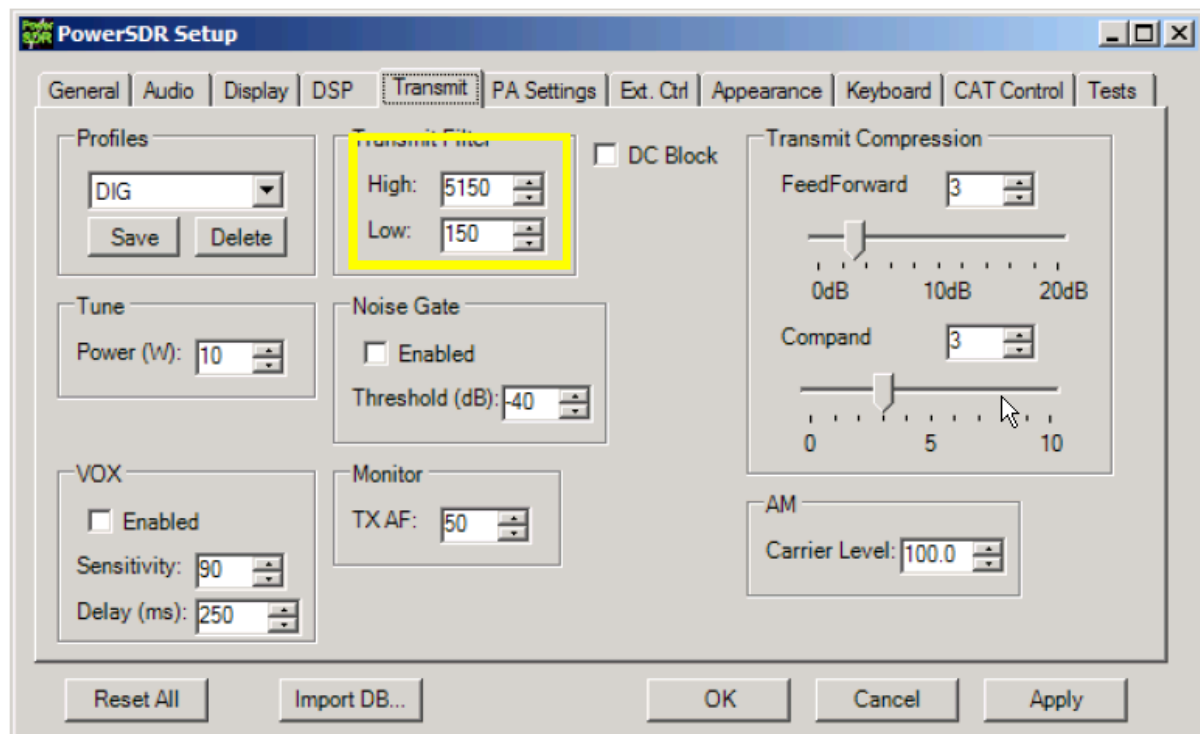 PowerSDR Setup
General Audio Display DSP Transmit PA Settings Ext. Ctrl Appearance Keyboard CAT Control Tests
Profiles
DIG
Save Delete
Transmit Filter
High: 5150
Low: 150
DC Block
Transmit Compression
FeedForward 3
0dB 10dB 20dB
Compand 3
0 5 10
Tune
Power (W): 10
Noise Gate
Enabled
Threshold (dB): -40
VOX
Enabled
Sensitivity: 90
Delay (ms): 250
Monitor
TX AF: 50
AM
Carrier Level: 100.0
Reset All Import DB... OK Cancel Apply